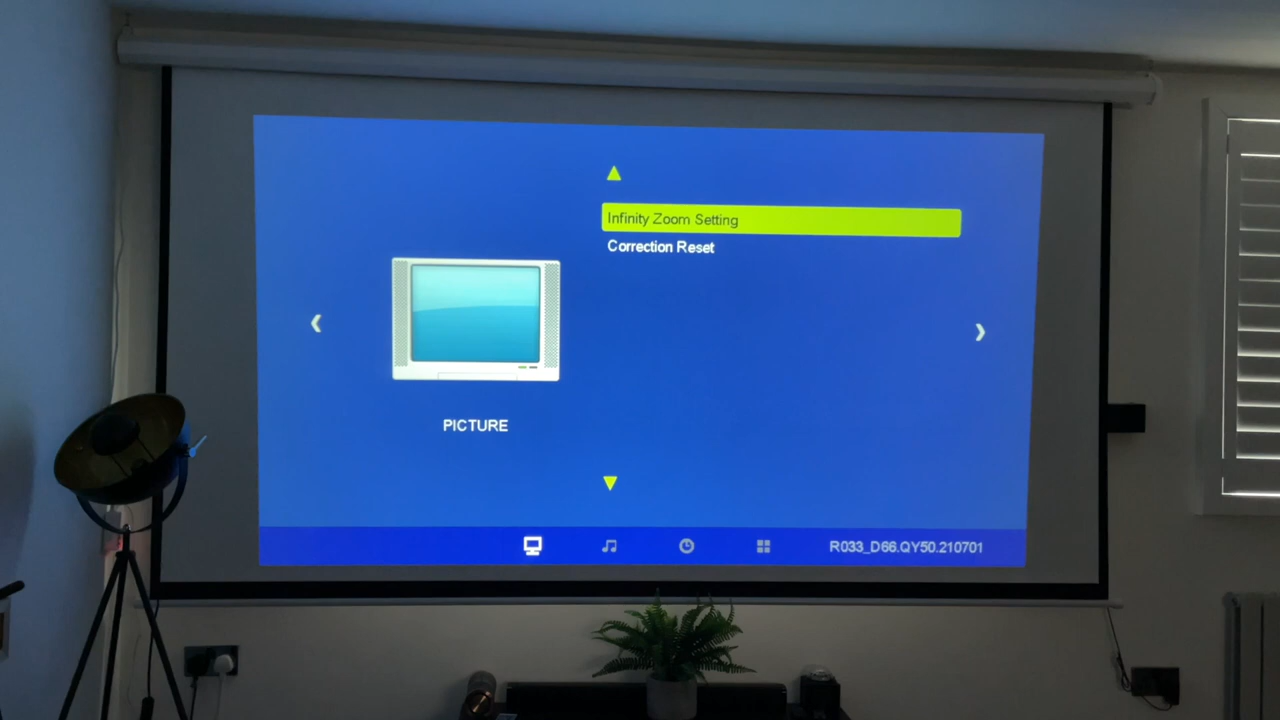 Infinity Zoom Setting
Correction Reset
PICTURE
R033_D66.QY50.210701